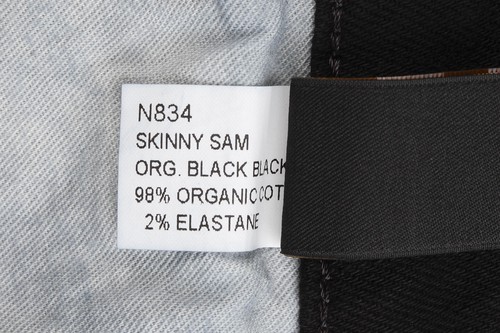 N834
SKINNY SAM
ORG. BLACK BLACK
98% ORGANIC COT
2% ELASTANE